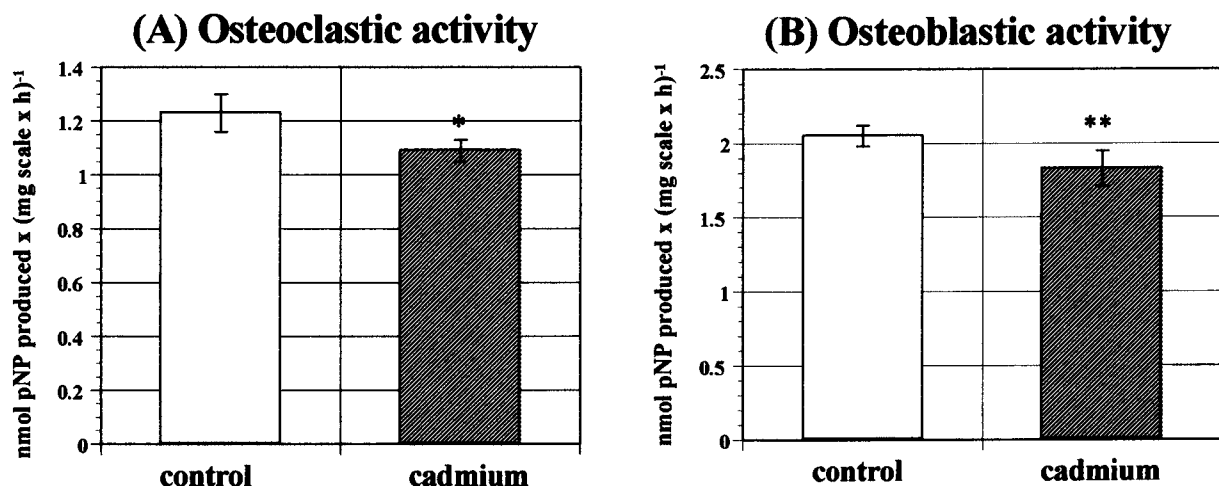 (A) Osteoclastic activity
nmol pNP produced x (mg scale x h)-1
1.4
1.2
1
0.8
0.6
0.4
0.2
0
*
control
cadmium
(B) Osteoblastic activity
nmol pNP produced x (mg scale x h)-1
2.5
2
1.5
1
0.5
0
**
control
cadmium